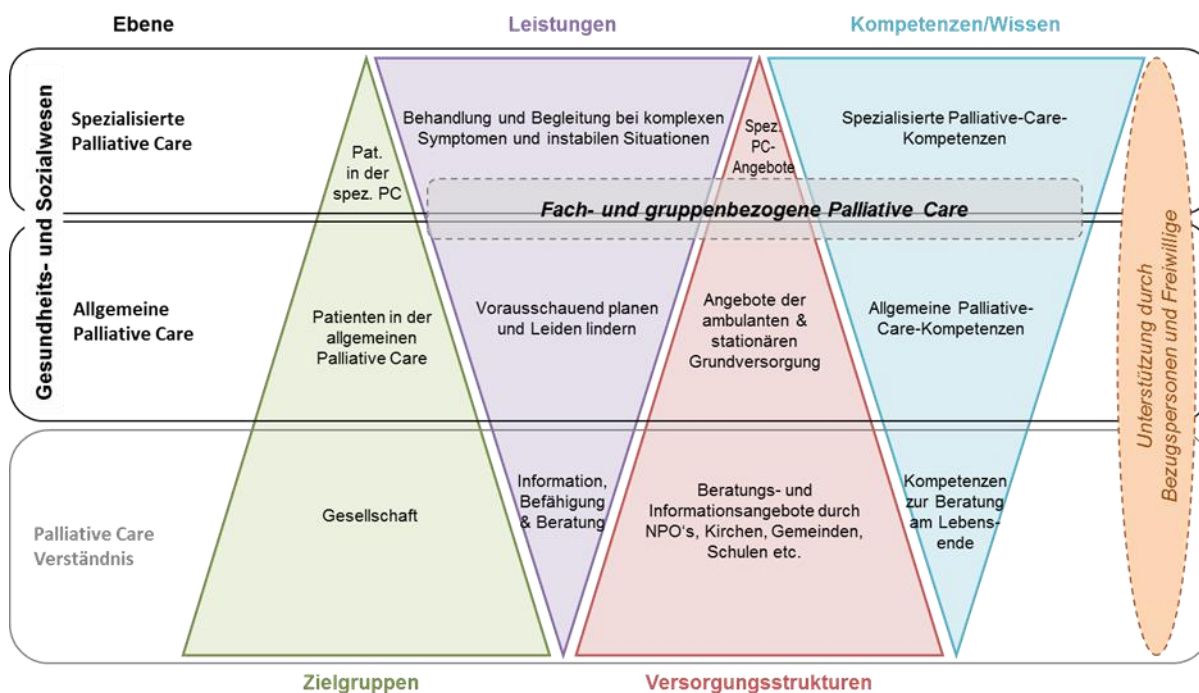 Ebene
Leistungen
Kompetenzen/Wissen
Gesundheits- und Sozialwesen
Spezialisierte
Palliative Care
Pat.
in der
spez. PC
Behandlung und Begleitung bei komplexen
Symptomen und instabilen Situationen
Spez.
PC-
Angebote
Spezialisierte Palliative-Care-
Kompetenzen
Fach- und gruppenbezogene Palliative Care
Allgemeine
Palliative Care
Patienten in der
allgemeinen
Palliative Care
Vorausschauend planen
und Leiden lindern
Angebote der
ambulanten &
stationären
Grundversorgung
Allgemeine Palliative-
Care-Kompetenzen
Palliative Care
Verständnis
Gesellschaft
Information,
Befähigung
& Beratung
Beratungs- und
Informationsangebote durch
NPO's, Kirchen, Gemeinden,
Schulen etc.
Kompetenzen
zur Beratung
am Lebens-
ende
Unterstützung durch
Bezugspersonen und Freiwillige
Zielgruppen
Versorgungsstrukturen